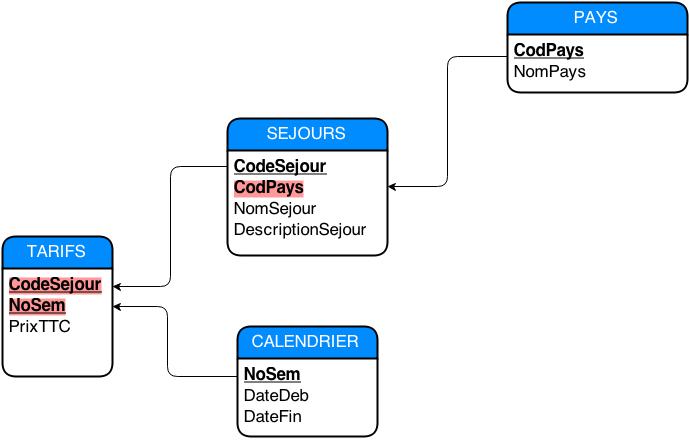 PAYS
CodPays
NomPays
SEJOURS
CodeSejour
CodPays
NomSejour
DescriptionSejour
TARIFS
CodeSejour
NoSem
PrixTTC
CALENDRIER
NoSem
DateDeb
DateFin